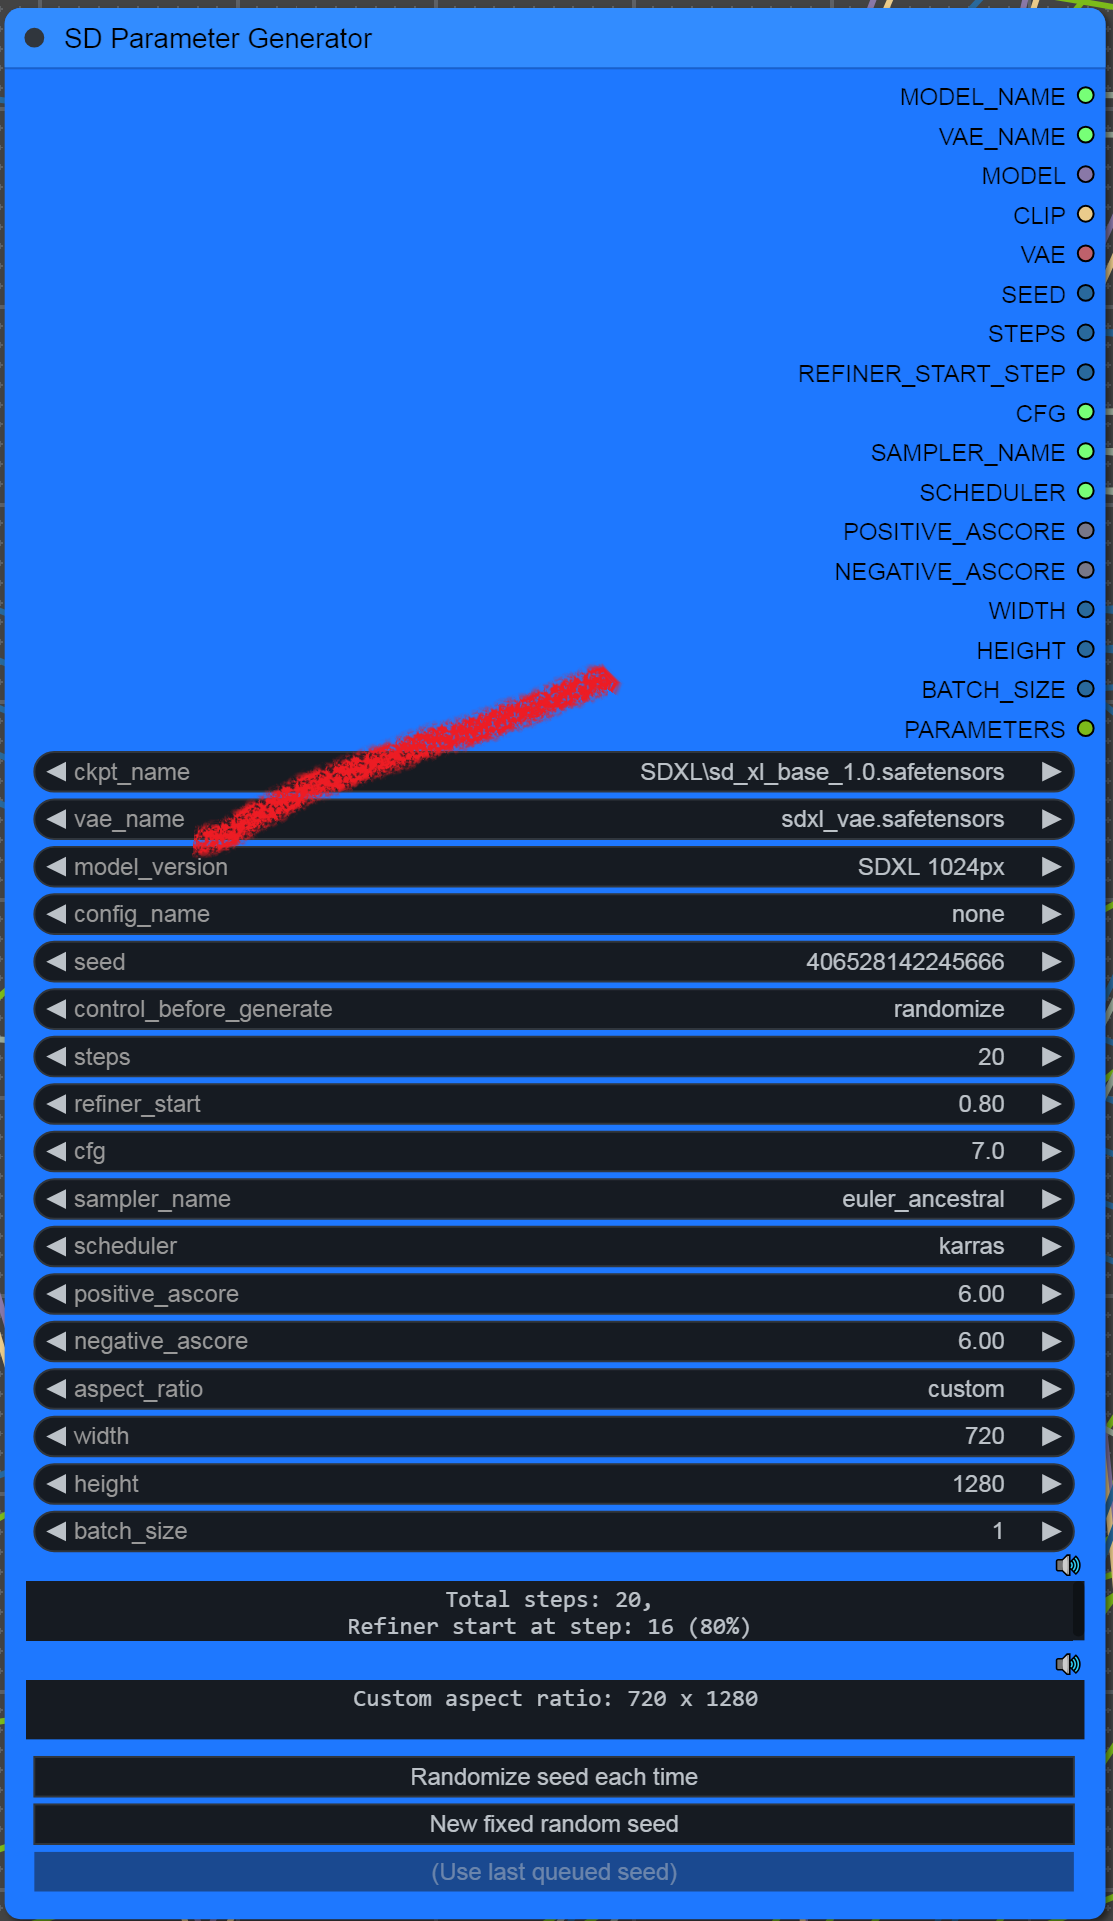 SD Parameter Generator
MODEL_NAME
VAE_NAME
MODEL
CLIP
VAE
SEED
STEPS
REFINER_START_STEP
CFG
SAMPLER_NAME
SCHEDULER
POSITIVE_ASCORE
NEGATIVE_ASCORE
WIDTH
HEIGHT
BATCH_SIZE
PARAMETERS
ckpt_name SDXL\sd_xl_base_1.0.safetensors
vae_name sdxl_vae.safetensors
model_version SDXL 1024px
config_name none
seed 406528142245666
control_before_generate randomize
steps 20
refiner_start 0.80
cfg 7.0
sampler_name euler_ancestral
scheduler karras
positive_ascore 6.00
negative_ascore 6.00
aspect_ratio custom
width 720
height 1280
batch_size 1
Total steps: 20,
Refiner start at step: 16 (80%)
Custom aspect ratio: 720 x 1280
Randomize seed each time
New fixed random seed
(Use last queued seed)